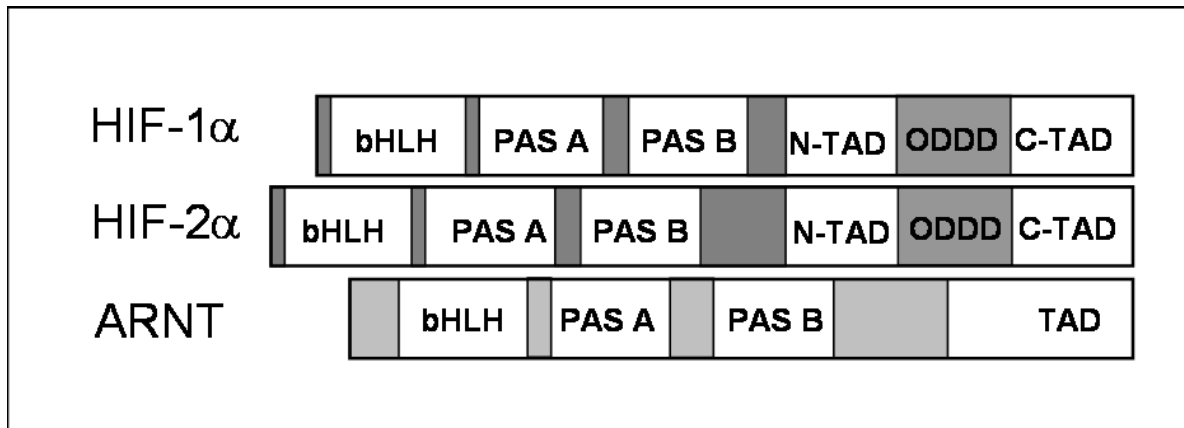 HIF-1α bHLH PAS A PAS B N-TAD ODDD C-TAD
HIF-2α bHLH PAS A PAS B N-TAD ODDD C-TAD
ARNT bHLH PAS A PAS B TAD